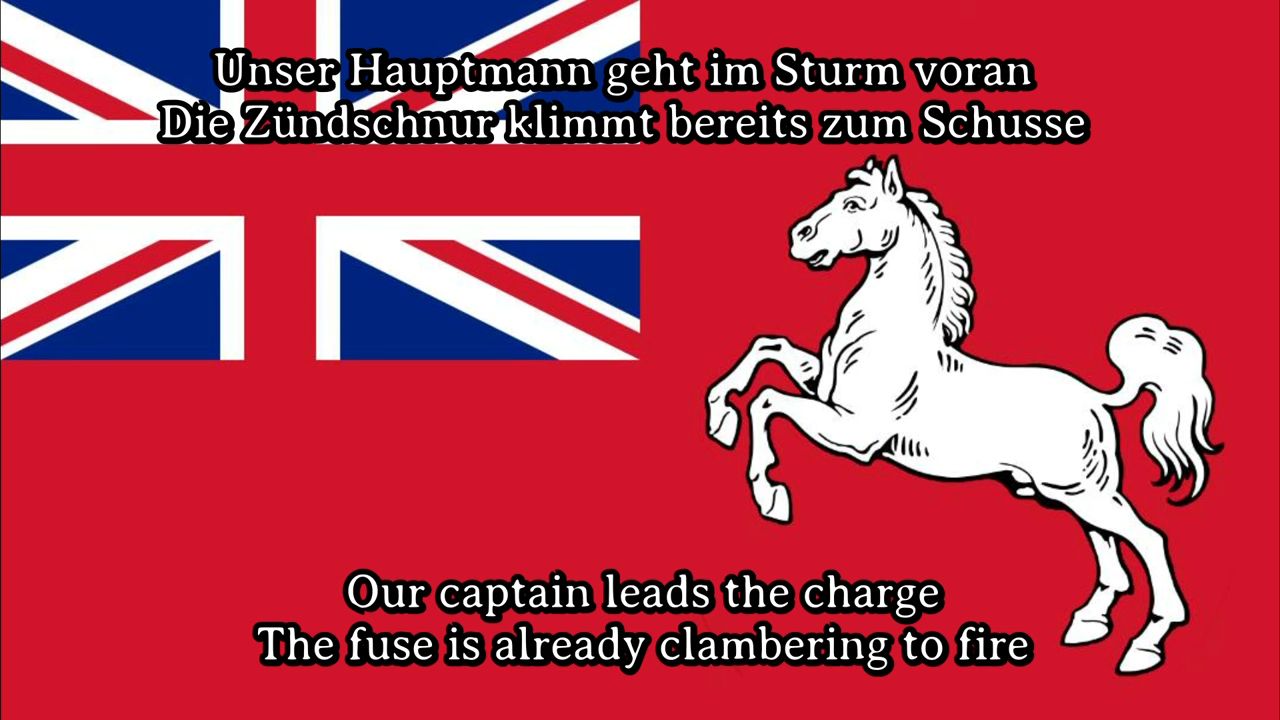 Unser Hauptmann geht im Sturm voran
Die Zündschnur klimmt bereits zum Schusse
Our captain leads the charge
The fuse is already clambering to fire